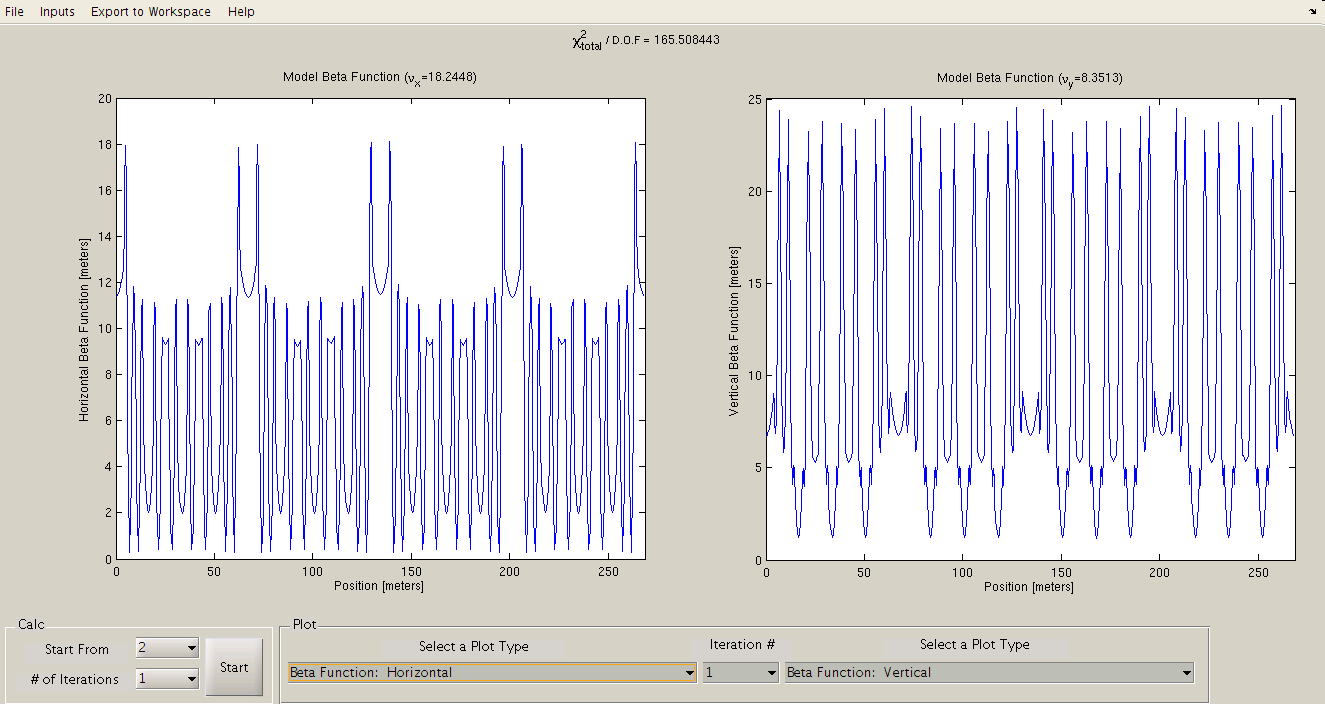 File Inputs Export to Workspace Help
χ²total / D.O.F = 165.508443
Model Beta Function (νx=18.2448)
20
18
16
14
12
10
8
6
4
2
0
Horizontal Beta Function [meters]
0 50 100 150 200 250
Position [meters]
Model Beta Function (νy=8.3513)
25
20
15
10
5
0
Vertical Beta Function [meters]
0 50 100 150 200 250
Position [meters]
Calc
Start From 2
# of Iterations 1
Start
Plot
Select a Plot Type Iteration # Select a Plot Type
Beta Function: Horizontal 1 Beta Function: Vertical